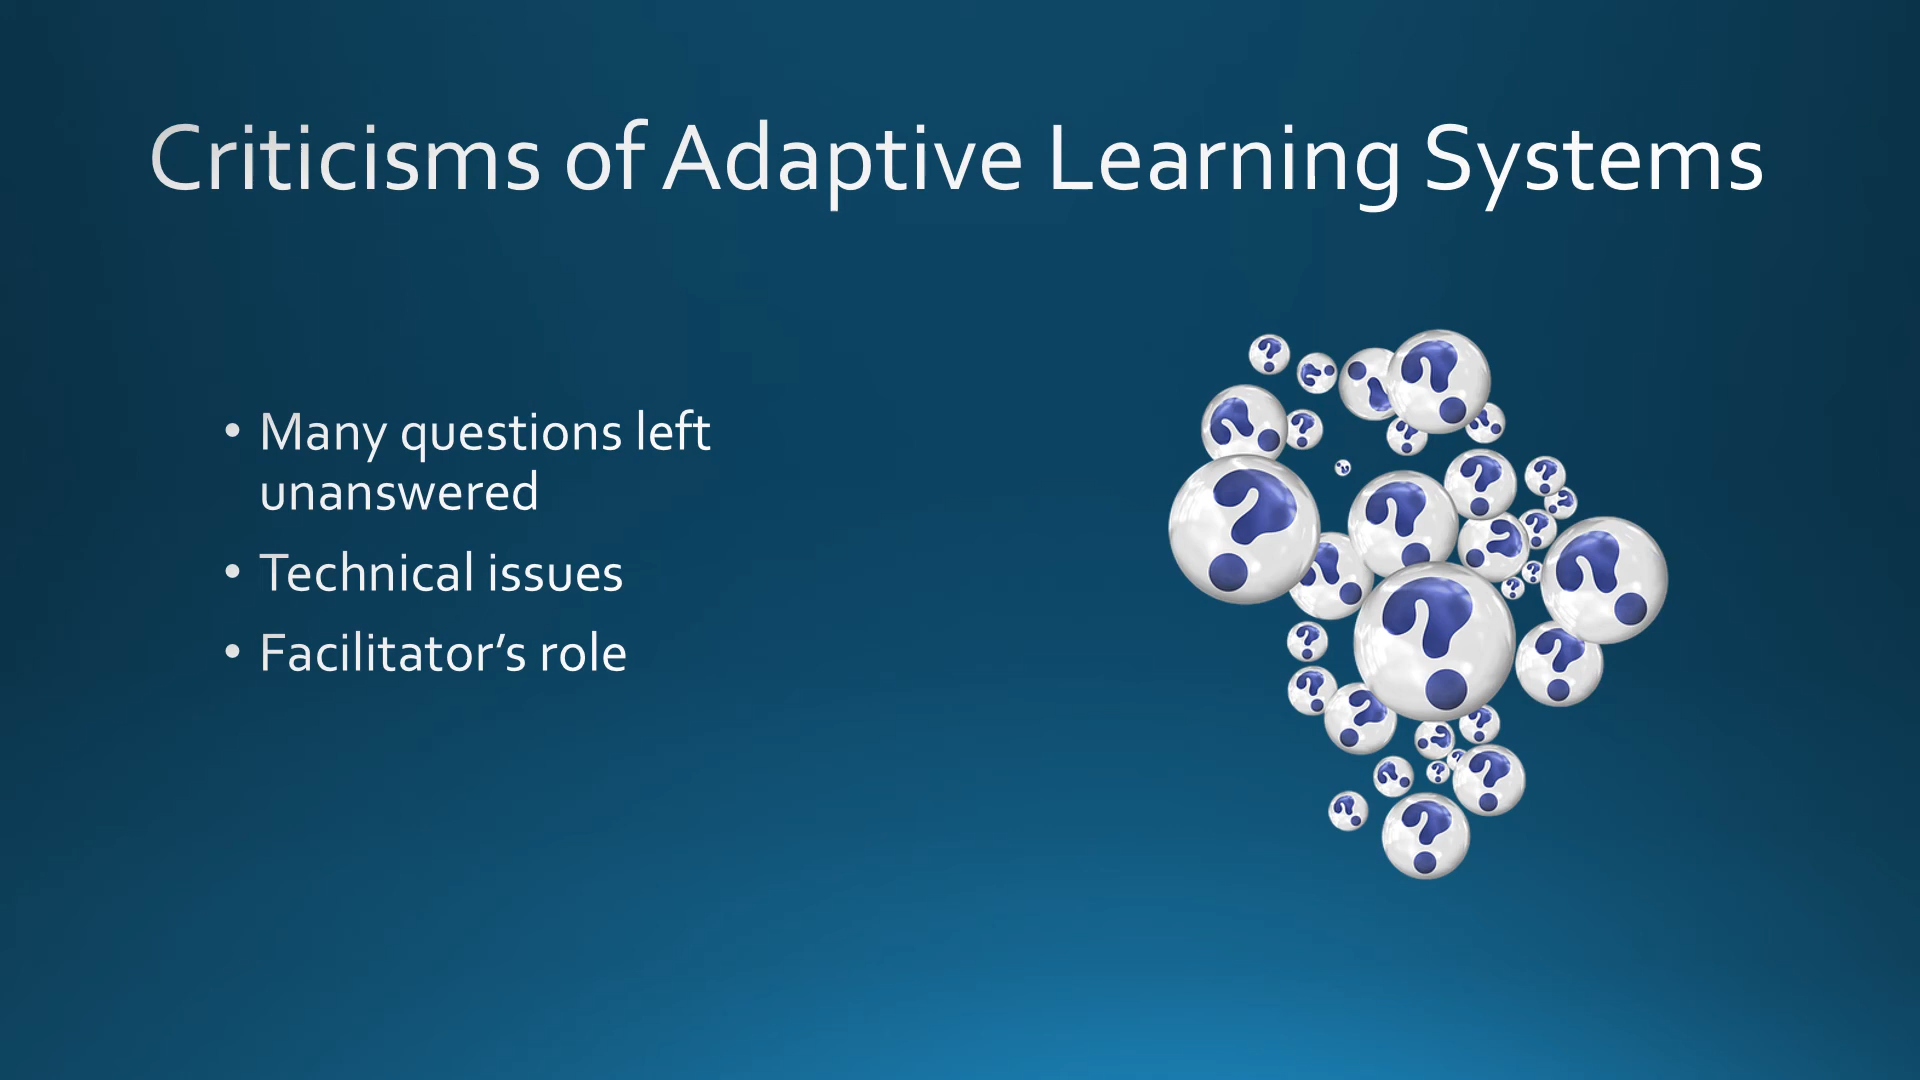 Criticisms of Adaptive Learning Systems
• Many questions left
unanswered
• Technical issues
• Facilitator’s role